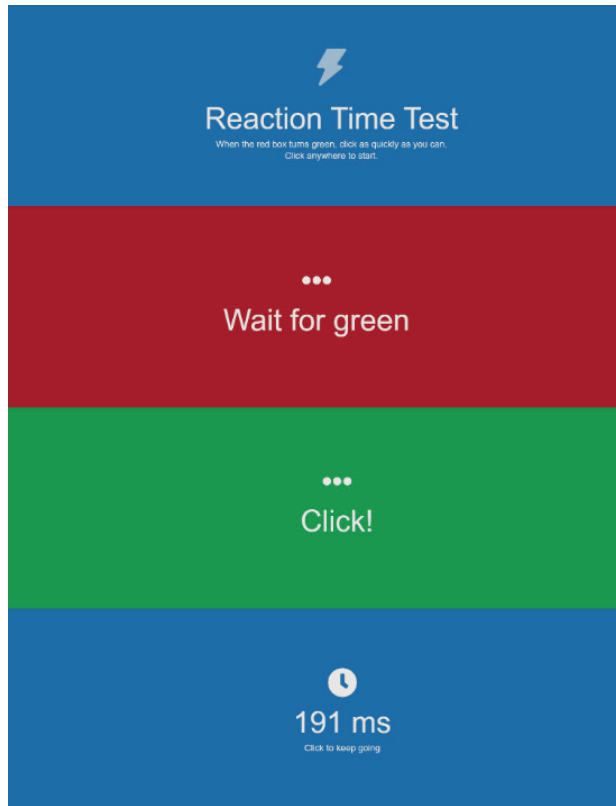 Reaction Time Test
When the red box turns green, click as quickly as you can.
Click anywhere to start.
Wait for green
Click!
191 ms
Click to keep going